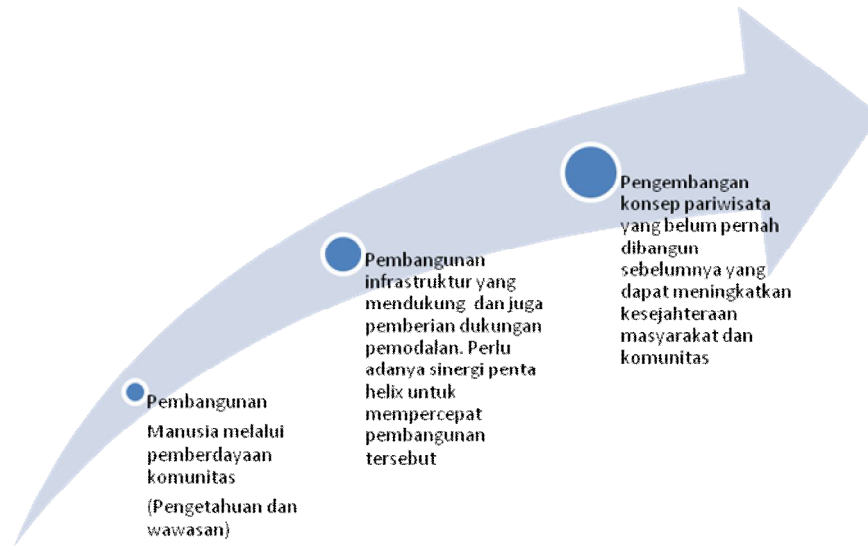 Pembangunan
Manusia melalui
pemberdayaan
komunitas
(Pengetahuan dan
wawasan)
Pembangunan
infrastruktur yang
mendukung dan juga
pemberian dukungan
pemodalan. Perlu
adanya sinergi penta
helix untuk
mempercepat
pembangunan
tersebut
Pengembangan
konsep pariwisata
yang belum pernah
dibangun
sebelumnya yang
dapat meningkatkan
kesejahteraan
masyarakat dan
komunitas